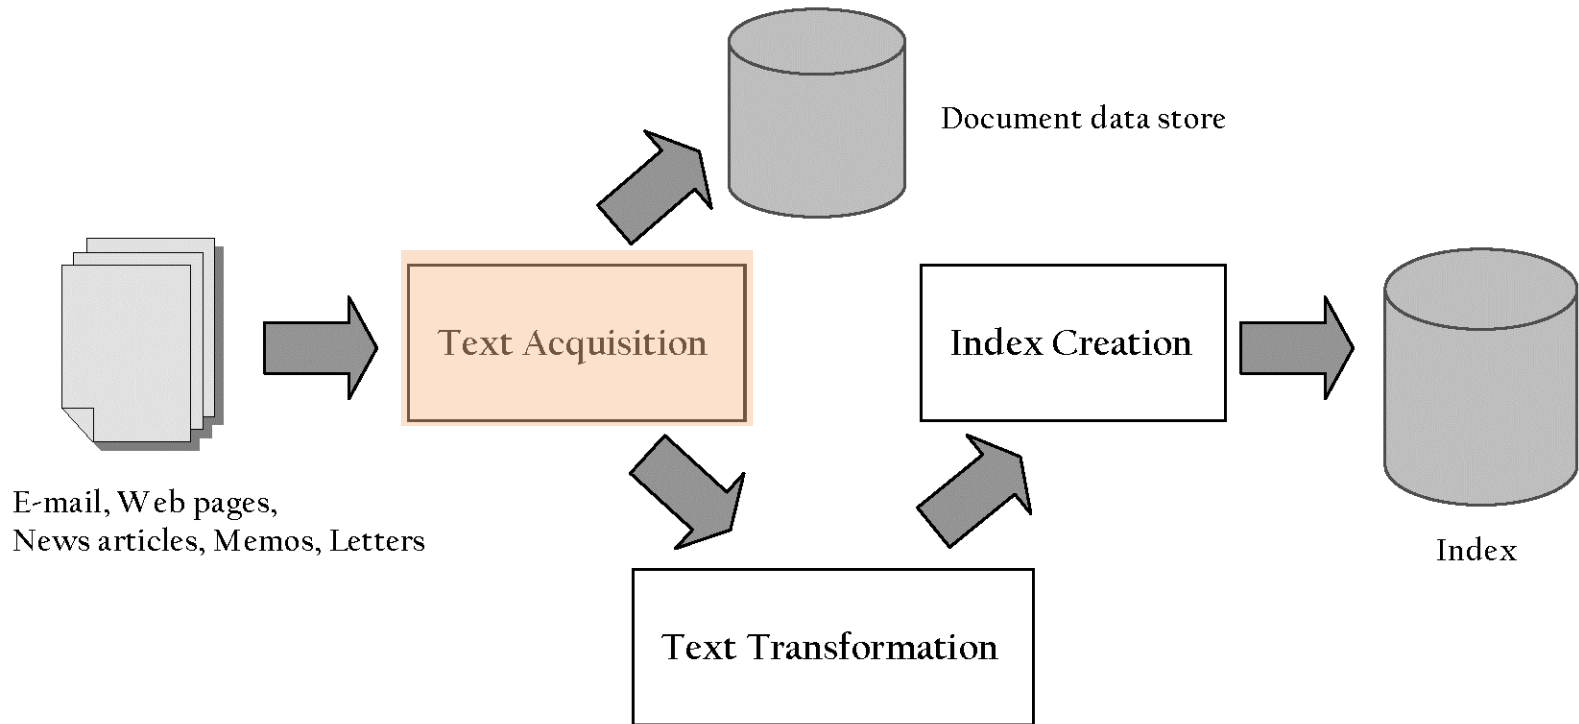 Document data store
Text Acquisition
Index Creation
E-mail, Web pages,
News articles, Memos, Letters
Index
Text Transformation